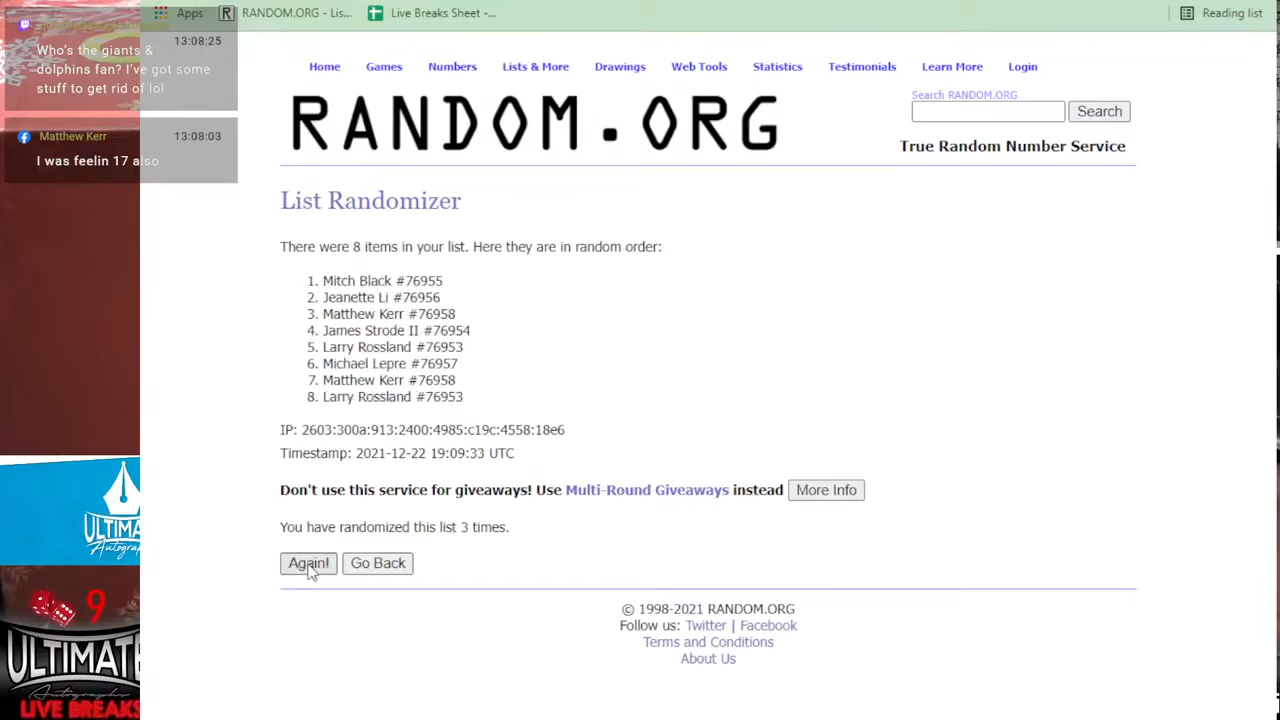 Apps
RANDOM.ORG - Lis...
Live Breaks Sheet -...
Reading list
13:08:25
Who's the giants &
dolphins fan? I've got some
stuff to get rid of lol
Matthew Kerr
13:08:03
I was feelin 17 also
Home
Games
Numbers
Lists & More
Drawings
Web Tools
Statistics
Testimonials
Learn More
Login
RANDOM.ORG
Search RANDOM.ORG
Search
True Random Number Service
List Randomizer
There were 8 items in your list. Here they are in random order:
1. Mitch Black #76955
2. Jeanette Li #76956
3. Matthew Kerr #76958
4. James Strode II #76954
5. Larry Rossland #76953
6. Michael Lepre #76957
7. Matthew Kerr #76958
8. Larry Rossland #76953
IP: 2603:300a:913:2400:4985:c19c:4558:18e6
Timestamp: 2021-12-22 19:09:33 UTC
Don't use this service for giveaways! Use Multi-Round Giveaways instead
More Info
You have randomized this list 3 times.
Again!
Go Back
© 1998-2021 RANDOM.ORG
Follow us: Twitter | Facebook
Terms and Conditions
About Us
ULTIMA
Autograph
9
ULTIMATE
Autographs
LIVE BREAKS